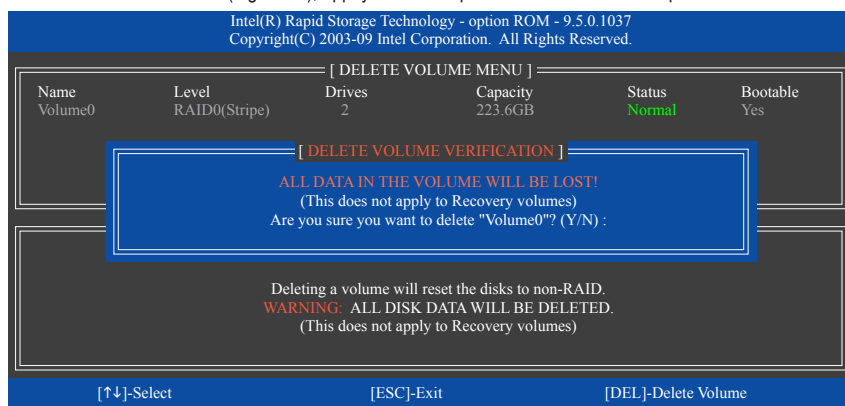 Intel(R) Rapid Storage Technology - option ROM - 9.5.0.1037
Copyright(C) 2003-09 Intel Corporation. All Rights Reserved.
[ DELETE VOLUME MENU ]
Name Level Drives Capacity Status Bootable
Volume0 RAID0(Stripe) 2 223.6GB Normal Yes
[ DELETE VOLUME VERIFICATION ]
ALL DATA IN THE VOLUME WILL BE LOST!
(This does not apply to Recovery volumes)
Are you sure you want to delete "Volume0"? (Y/N) :
Deleting a volume will reset the disks to non-RAID.
WARNING: ALL DISK DATA WILL BE DELETED.
(This does not apply to Recovery volumes)
[↑↓]-Select [ESC]-Exit [DEL]-Delete Volume